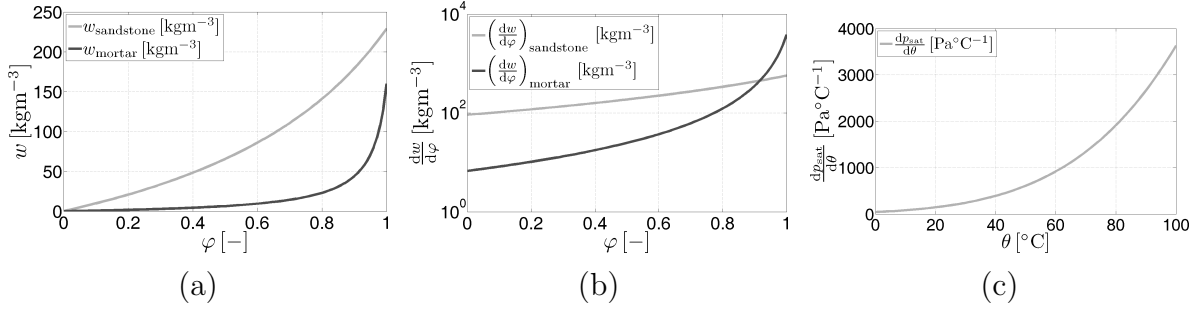 250
200
150
100
50
0
w [kgm⁻³]
w_sandstone [kgm⁻³]
w_mortar [kgm⁻³]
0 0.2 0.4 0.6 0.8 1
φ [−]
(a)
10⁴
10²
10⁰
dw/dφ [kgm⁻³]
(dw/dφ)_sandstone [kgm⁻³]
(dw/dφ)_mortar [kgm⁻³]
0 0.2 0.4 0.6 0.8 1
φ [−]
(b)
4000
3000
2000
1000
0
dp_sat/dθ [Pa°C⁻¹]
dp_sat/dθ [Pa°C⁻¹]
0 20 40 60 80 100
θ [°C]
(c)